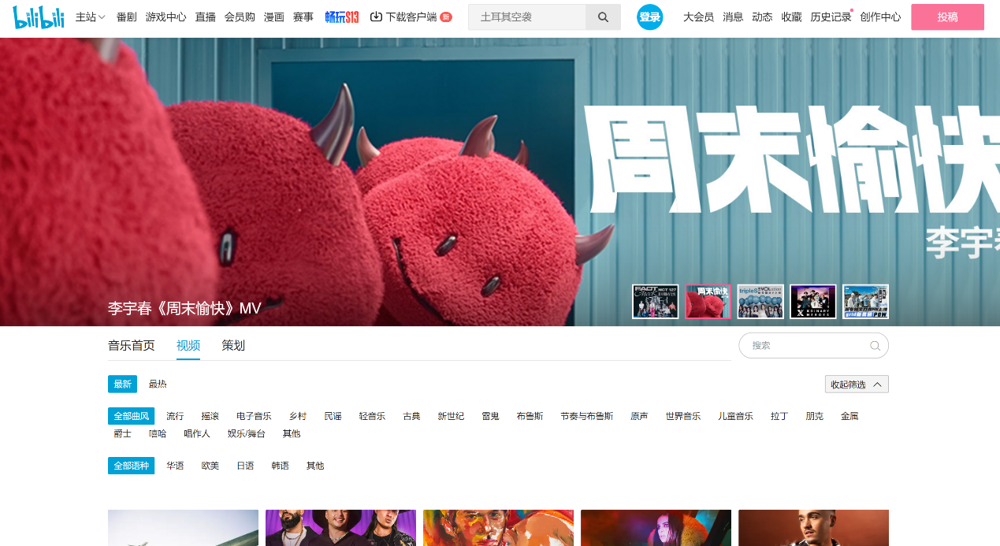 bilibili 主站 番剧 游戏中心 直播 会员购 漫画 赛事 畅玩S13 下载客户端 新 土耳其空袭 登录 大会员 消息 动态 收藏 历史记录 创作中心 投稿
周末愉快
李宇春
李宇春《周末愉快》MV
音乐首页 视频 策划 搜索
最新 最热 收起筛选
全部曲风 流行 摇滚 电子音乐 乡村 民谣 轻音乐 古典 新世纪 雷鬼 布鲁斯 节奏与布鲁斯 原声 世界音乐 儿童音乐 拉丁 朋克 金属
爵士 嘻哈 唱作人 娱乐/舞台 其他
全部语种 华语 欧美 日语 韩语 其他